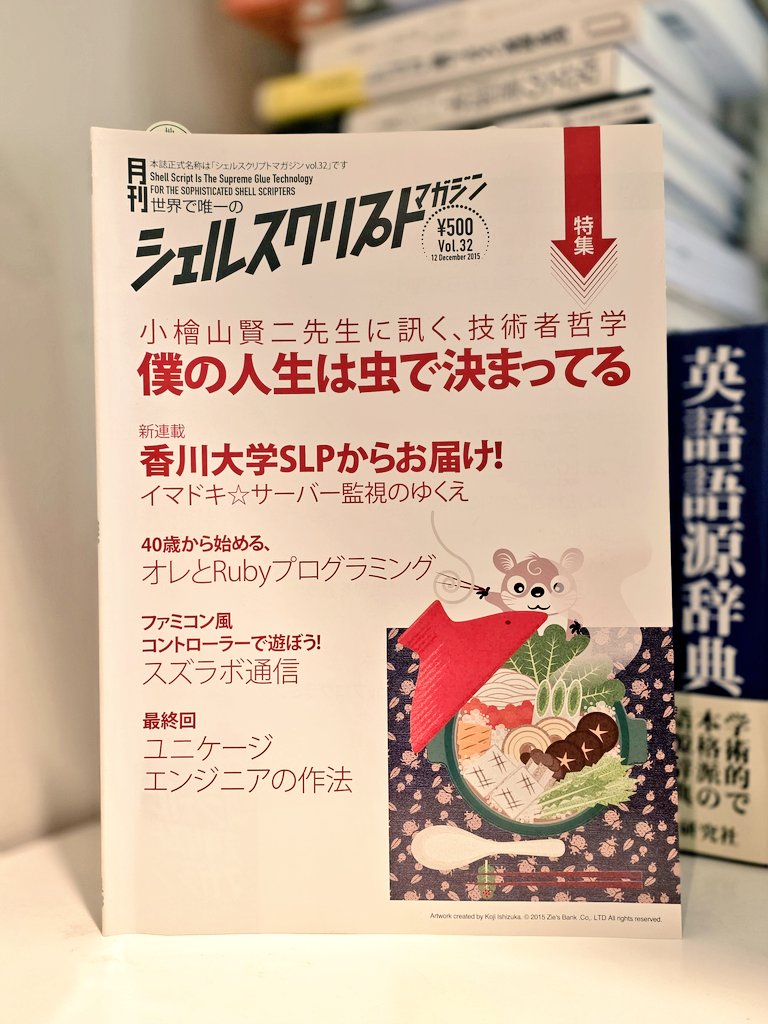 月刊
本誌正式名称は「シェルスクリプトマガジン vol.32」です
Shell Script Is The Supreme Glue Technology
FOR THE SOPHISTICATED SHELL SCRIPTERS
世界で唯一の
シェルスクリプトマガジン
¥500
Vol.32
12 December 2015
特集
小檜山賢二先生に訊く、技術者哲学
僕の人生は虫で決まってる
新連載
香川大学SLPからお届け!
イマドキ☆サーバー監視のゆくえ
40歳から始める、
オレとRubyプログラミング
ファミコン風
コントローラーで遊ぼう!
スズラボ通信
最終回
ユニケージ
エンジニアの作法
Artwork created by Koji Ishizuka. © 2015 Zie's Bank .Co,. LTD All rights reserved.
英語語源辞典
学術的で
本格派の
研究社